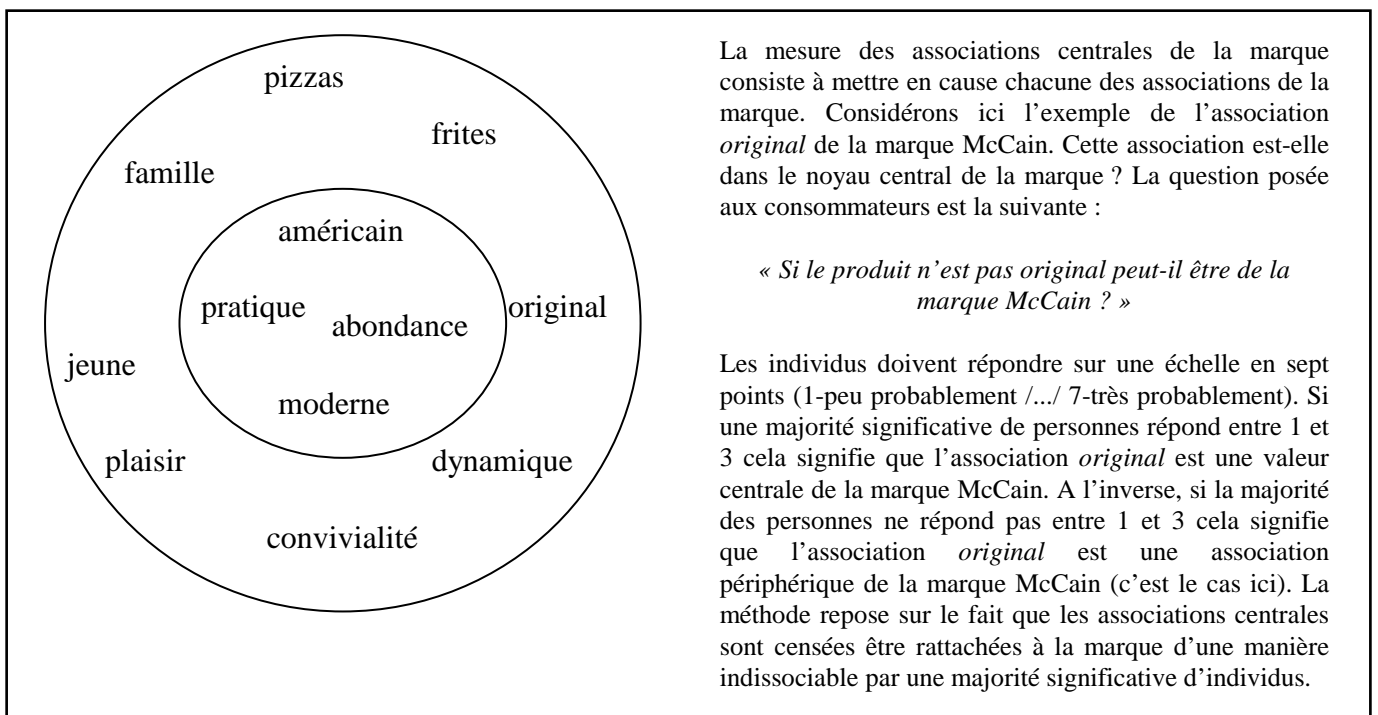 pizzas
frites
famille
américain
pratique
abondance
original
jeune
moderne
plaisir
dynamique
convivialité
La mesure des associations centrales de la marque
consiste à mettre en cause chacune des associations de la
marque. Considérons ici l’exemple de l’association
original de la marque McCain. Cette association est-elle
dans le noyau central de la marque ? La question posée
aux consommateurs est la suivante :
« Si le produit n’est pas original peut-il être de la
marque McCain ? »
Les individus doivent répondre sur une échelle en sept
points (1-peu probablement /.../ 7-très probablement). Si
une majorité significative de personnes répond entre 1 et
3 cela signifie que l’association original est une valeur
centrale de la marque McCain. A l’inverse, si la majorité
des personnes ne répond pas entre 1 et 3 cela signifie
que l’association original est une association
périphérique de la marque McCain (c’est le cas ici). La
méthode repose sur le fait que les associations centrales
sont censées être rattachées à la marque d’une manière
indissociable par une majorité significative d’individus.